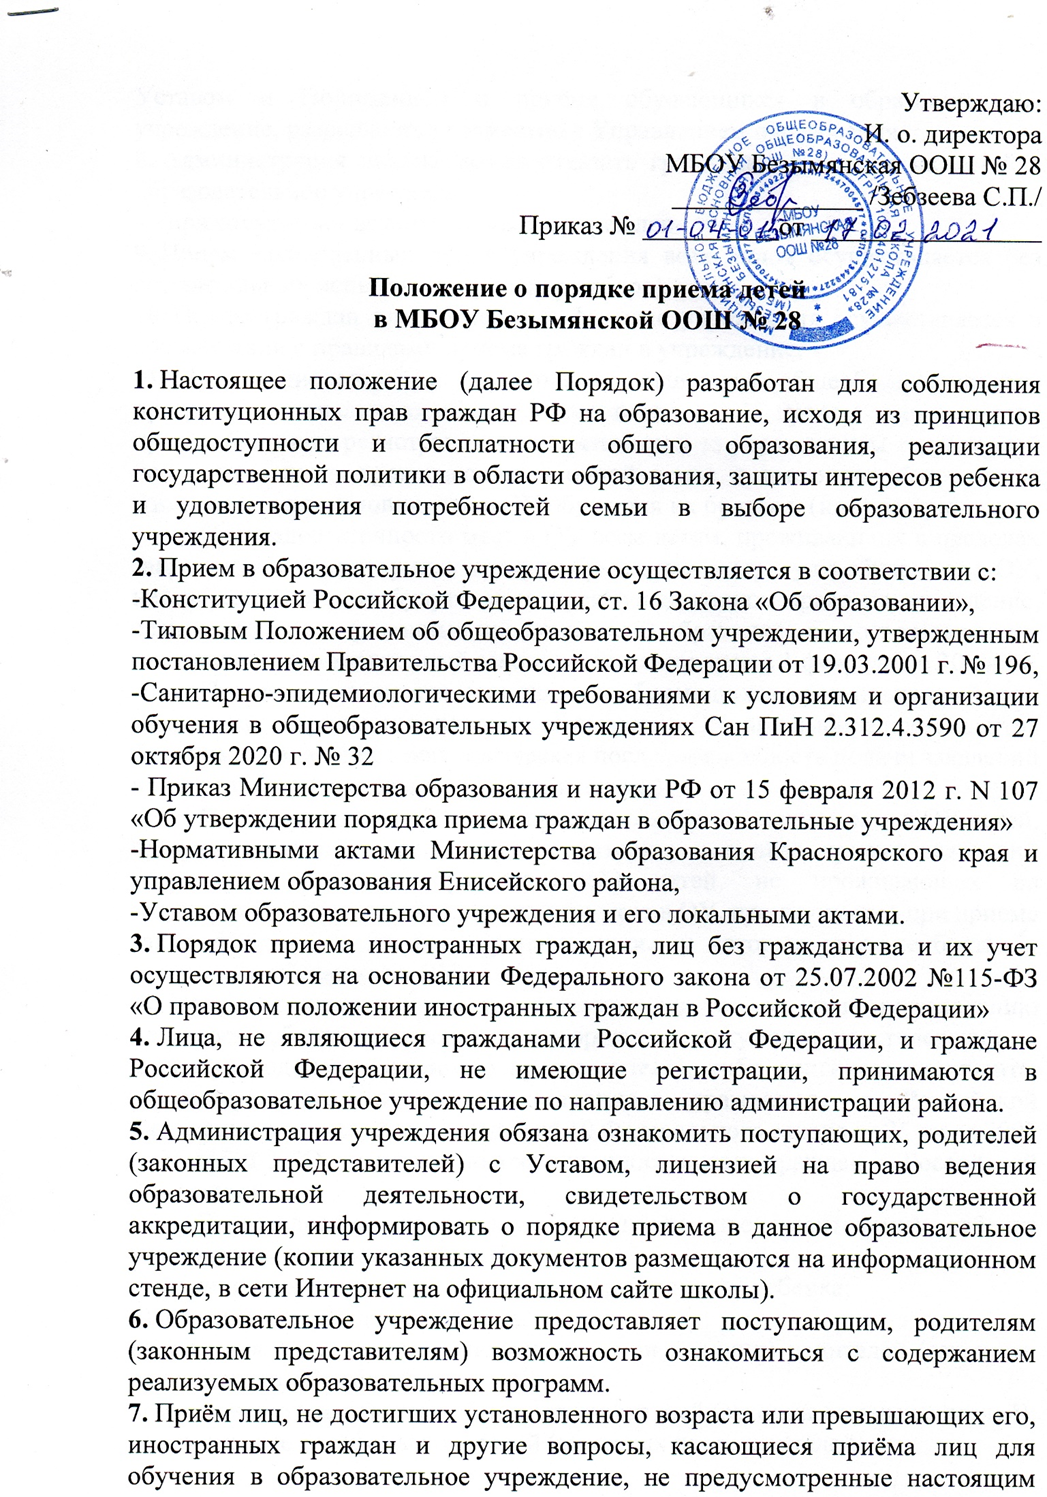 Утверждаю:
И. о. директора
МБОУ Безымянская ООШ № 28
/Зебзеева С.П./
Приказ № 01-04- от 17 02 2021
МБОУ
БЕЗЫМЯНСКАЯ
ООШ №28
Положение о порядке приема детей
в МБОУ Безымянской ООШ № 28
1. Настоящее положение (далее Порядок) разработан для соблюдения
конституционных прав граждан РФ на образование, исходя из принципов
общедоступности и бесплатности общего образования, реализации
государственной политики в области образования, защиты интересов ребенка
и удовлетворения потребностей семьи в выборе образовательного
учреждения.
2. Прием в образовательное учреждение осуществляется в соответствии с:
-Конституцией Российской Федерации, ст. 16 Закона «Об образовании»,
-Типовым Положением об общеобразовательном учреждении, утвержденным
постановлением Правительства Российской Федерации от 19.03.2001 г. № 196,
-Санитарно-эпидемиологическими требованиями к условиям и организации
обучения в общеобразовательных учреждениях Сан ПиН 2.312.4.3590 от 27
октября 2020 г. № 32
- Приказ Министерства образования и науки РФ от 15 февраля 2012 г. N 107
«Об утверждении порядка приема граждан в образовательные учреждения»
-Нормативными актами Министерства образования Красноярского края и
управлением образования Енисейского района,
-Уставом образовательного учреждения и его локальными актами.
3. Порядок приема иностранных граждан, лиц без гражданства и их учет
осуществляются на основании Федерального закона от 25.07.2002 №115-ФЗ
«О правовом положении иностранных граждан в Российской Федерации»
4. Лица, не являющиеся гражданами Российской Федерации, и граждане
Российской Федерации, не имеющие регистрации, принимаются в
общеобразовательное учреждение по направлению администрации района.
5. Администрация учреждения обязана ознакомить поступающих, родителей
(законных представителей) с Уставом, лицензией на право ведения
образовательной деятельности, свидетельством о государственной
аккредитации, информировать о порядке приема в данное образовательное
учреждение (копии указанных документов размещаются на информационном
стенде, в сети Интернет на официальном сайте школы).
6. Образовательное учреждение предоставляет поступающим, родителям
(законным представителям) возможность ознакомиться с содержанием
реализуемых образовательных программ.
7. Приём лиц, не достигших установленного возраста или превышающих его,
иностранных граждан и другие вопросы, касающиеся приёма лиц для
обучения в образовательное учреждение, не предусмотренные настоящим